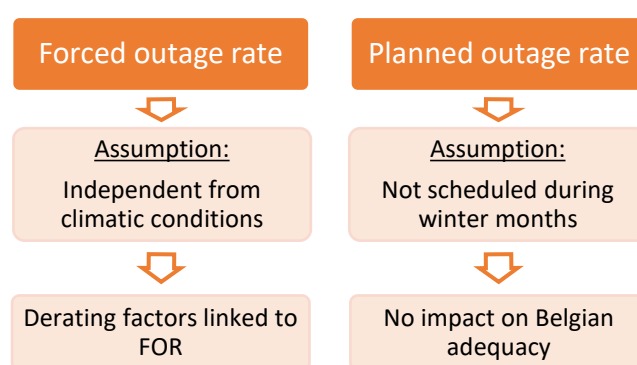 Forced outage rate
Assumption:
Independent from
climatic conditions
Derating factors linked to
FOR
Planned outage rate
Assumption:
Not scheduled during
winter months
No impact on Belgian
adequacy